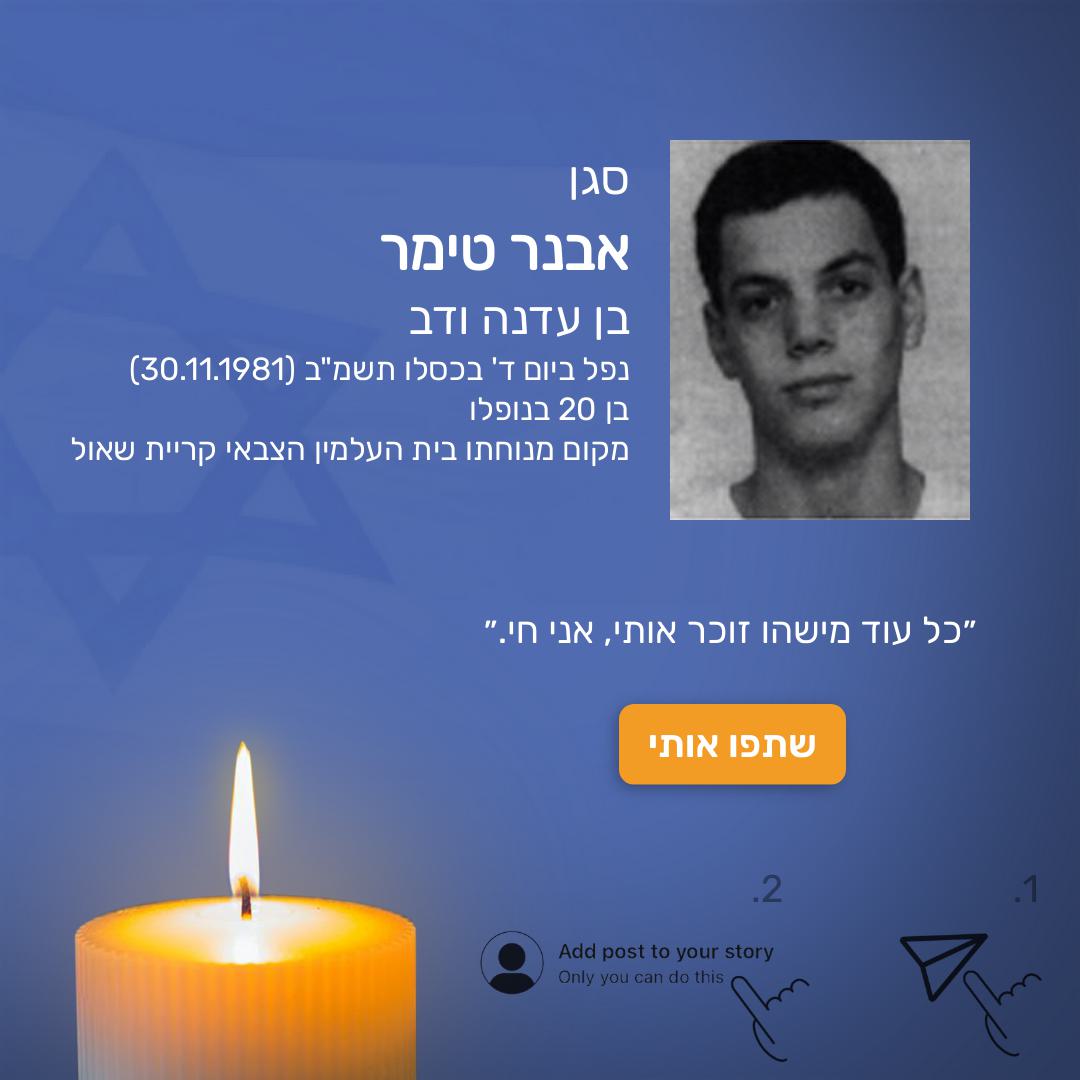 סגן
אבנר טימר
בן עדנה ודב
נפל ביום ד' בכסלו תשמ"ב (30.11.1981)
בן 20 בנופלו
מקום מנוחתו בית העלמין הצבאי קריית שאול
״כל עוד מישהו זוכר אותי, אני חי.״
שתפו אותי
.1
.2
Add post to your story
Only you can do this